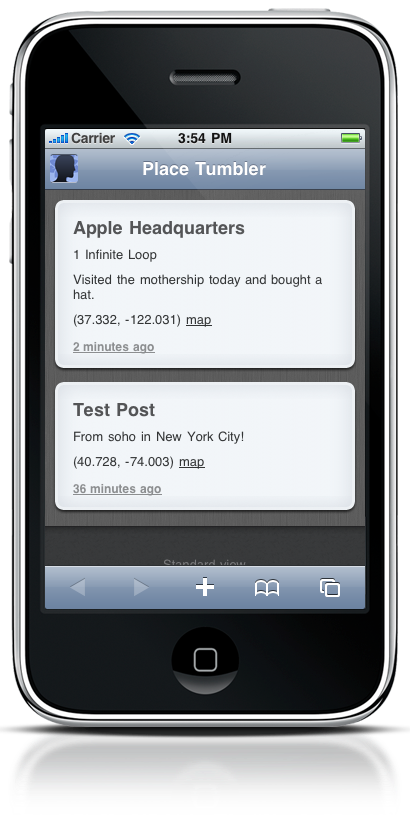 Carrier 3:54 PM
Place Tumbler
Apple Headquarters
1 Infinite Loop
Visited the mothership today and bought a
hat.
(37.332, -122.031) map
2 minutes ago
Test Post
From soho in New York City!
(40.728, -74.003) map
36 minutes ago
Standard view